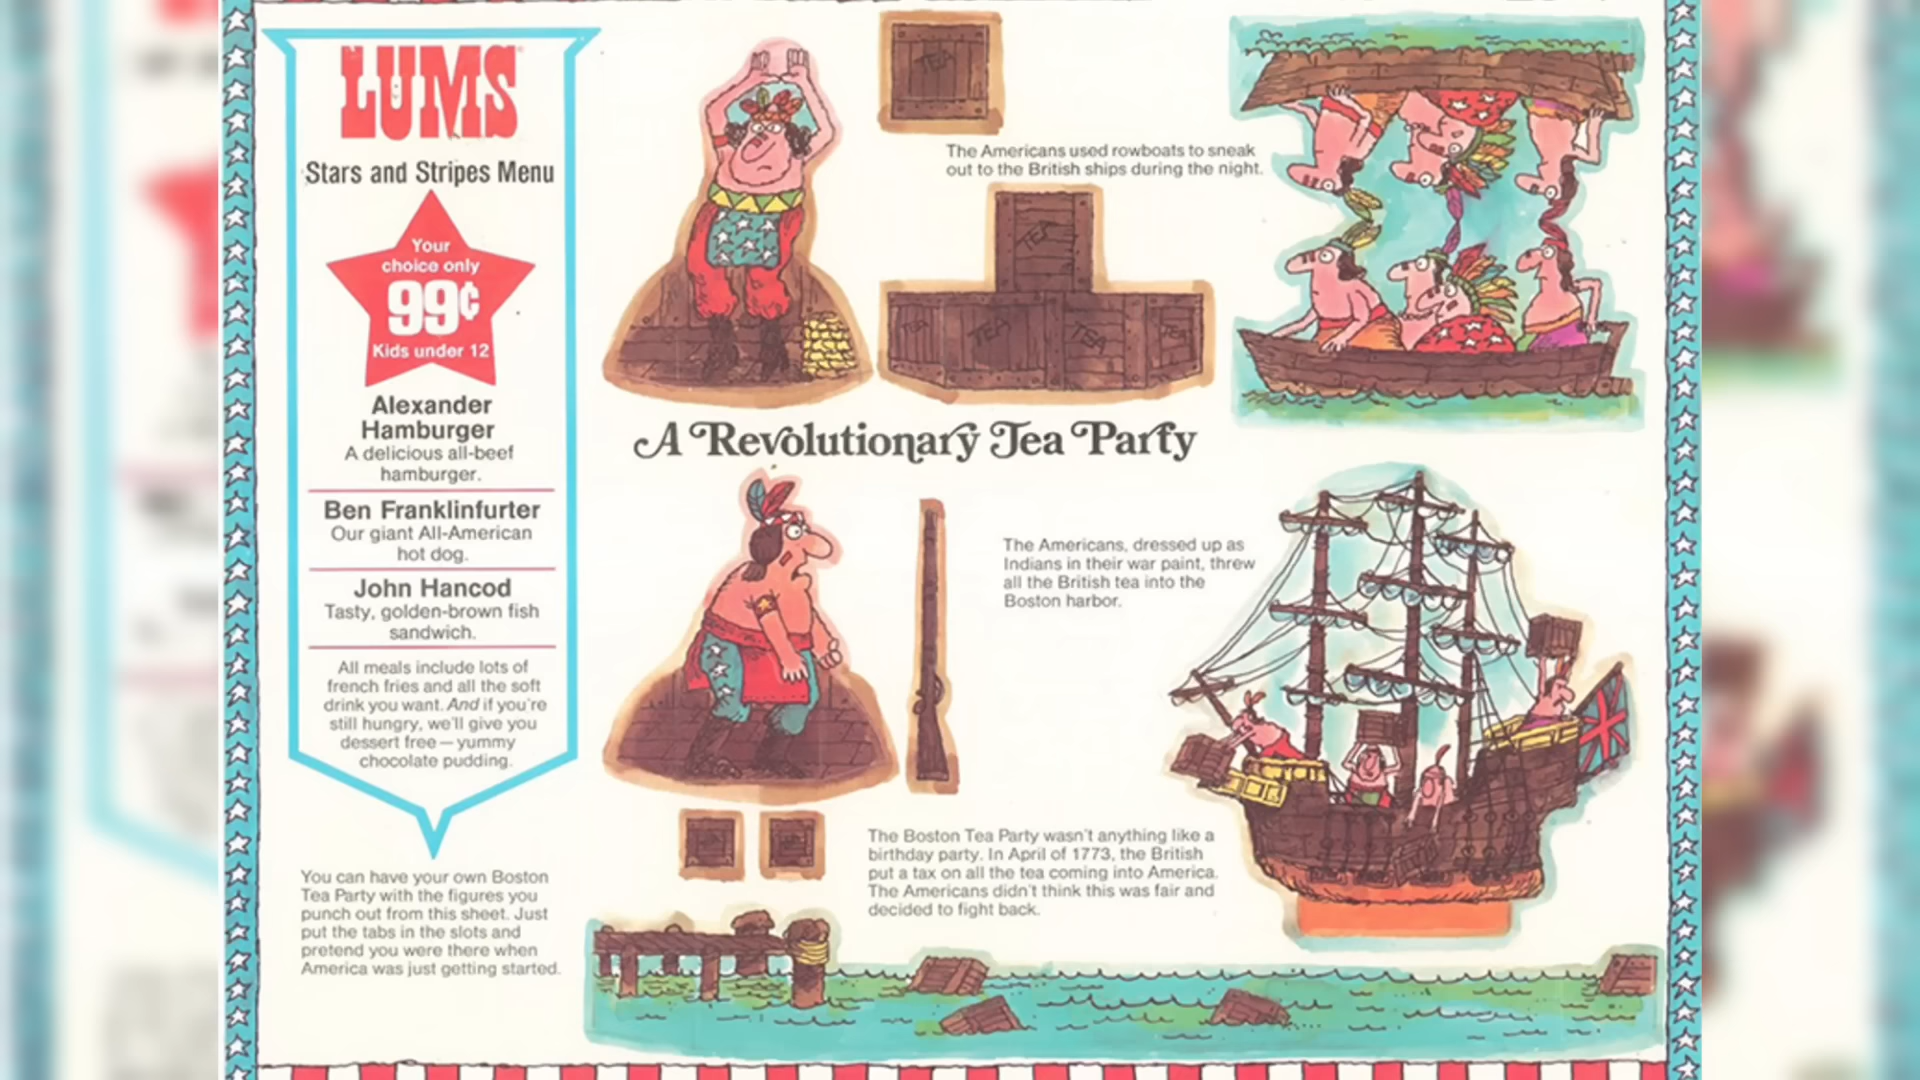 LUMS
Stars and Stripes Menu
Your
choice only
99¢
Kids under 12
Alexander
Hamburger
A delicious all-beef
hamburger.
Ben Franklinfurter
Our giant All-American
hot dog.
John Hancod
Tasty, golden-brown fish
sandwich.
All meals include lots of
french fries and all the soft
drink you want. And if you're
still hungry, we'll give you
dessert free — yummy
chocolate pudding.
You can have your own Boston
Tea Party with the figures you
punch out from this sheet. Just
put the tabs in the slots and
pretend you were there when
America was just getting started.
TEA
The Americans used rowboats to sneak
out to the British ships during the night.
TEA
TEA
TEA
TEA
TEA
A Revolutionary Tea Party
The Americans, dressed up as
Indians in their war paint, threw
all the British tea into the
Boston harbor.
The Boston Tea Party wasn't anything like a
birthday party. In April of 1773, the British
put a tax on all the tea coming into America.
The Americans didn't think this was fair and
decided to fight back.